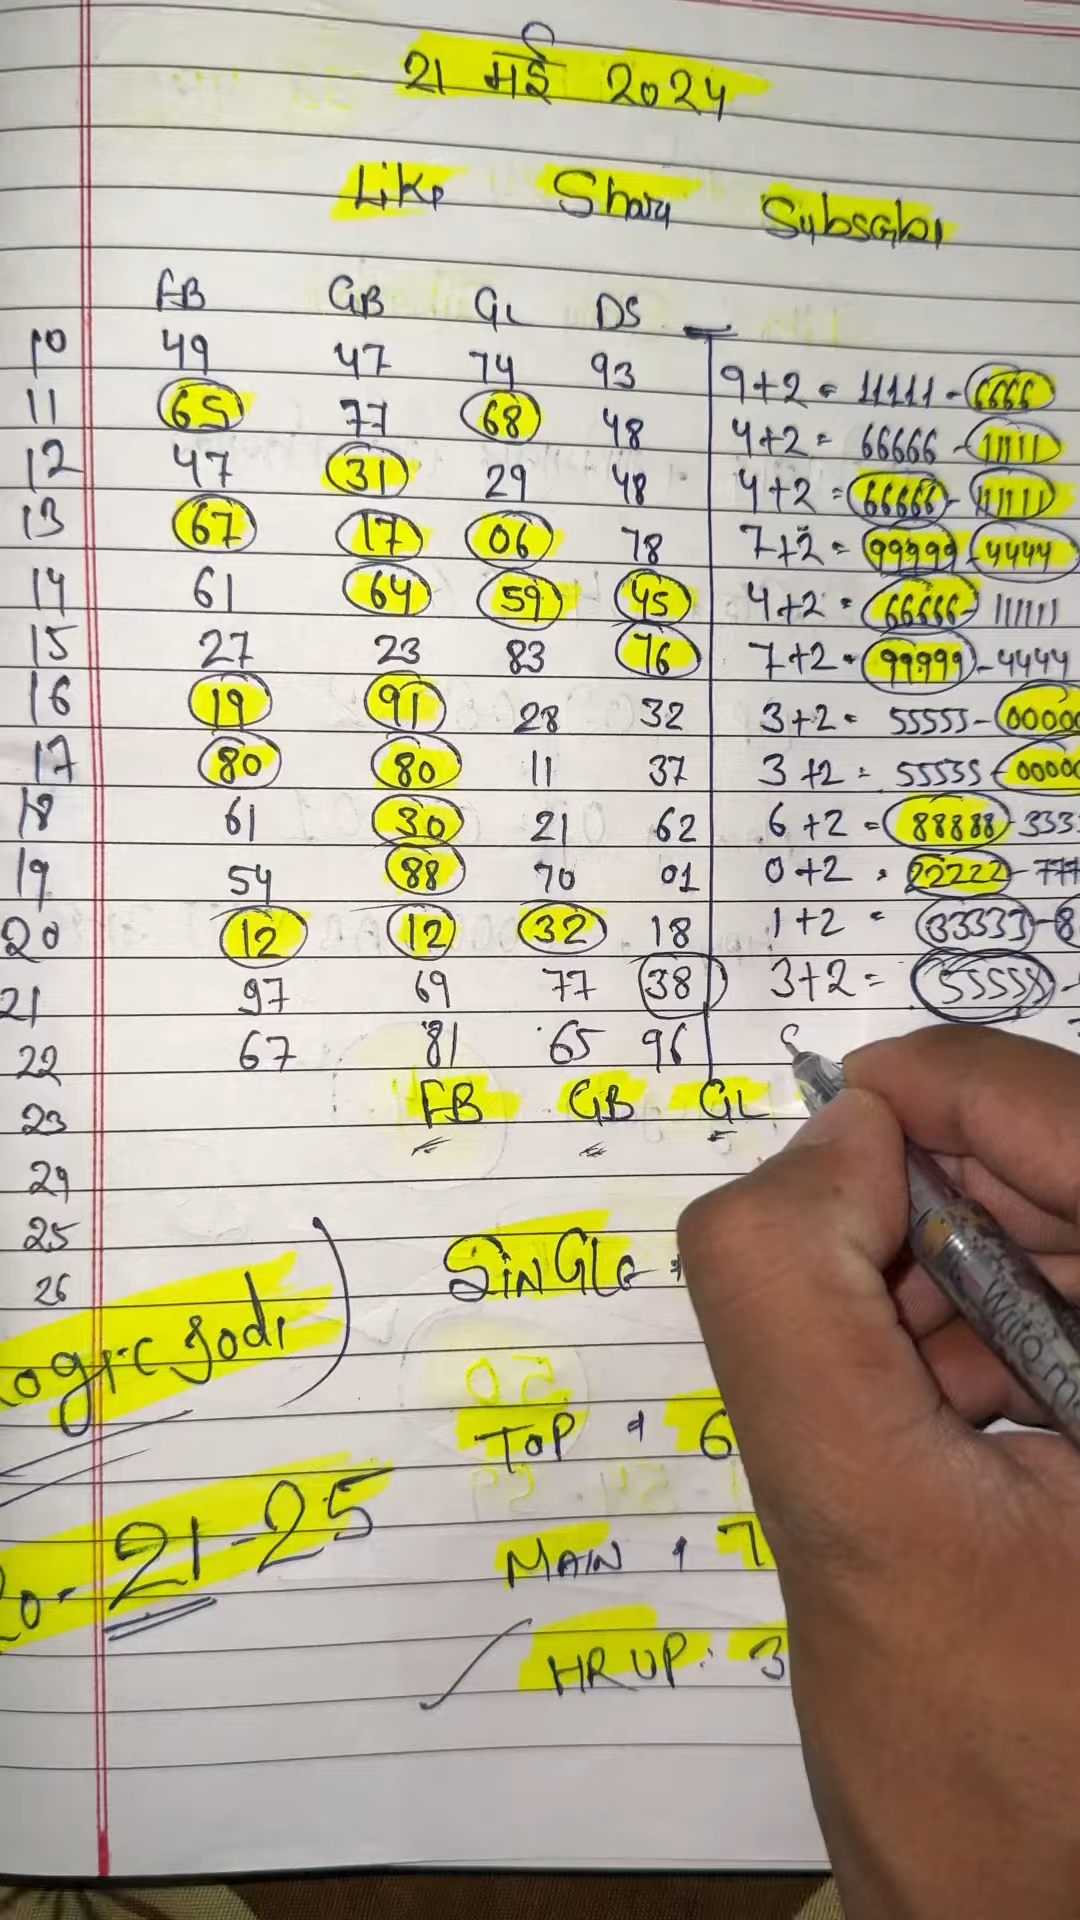 21 मई 2024
Like Share Subscribi
FB GB GL DS
10 49 47 74 93 9+2 = 11111 - 6666
11 65 77 68 48 4+2 = 66666 - 11111
12 47 31 29 48 4+2 = 66666 - 111111
13 67 17 06 78 7+2 = 99999 - 4444
14 61 64 59 45 4+2 = 66666 - 111111
15 27 23 83 76 7+2 = 99999 - 4444
16 19 91 28 32 3+2 = 55555 - 00000
17 80 80 11 37 3+2 = 55555 - 00000
18 61 30 21 62 6+2 = 88888 - 333
19 54 88 70 01 0+2 = 22222 - 777
20 12 12 32 18 1+2 = 33333 - 8
21 97 69 77 38 3+2 = 55555 -
22 67 81 65 96
23 FB GB GL
24
25 SINGLE
26
ogic Jodi
TOP 6
20 - 21 - 25
MAIN 7
HR UP: 3
Write